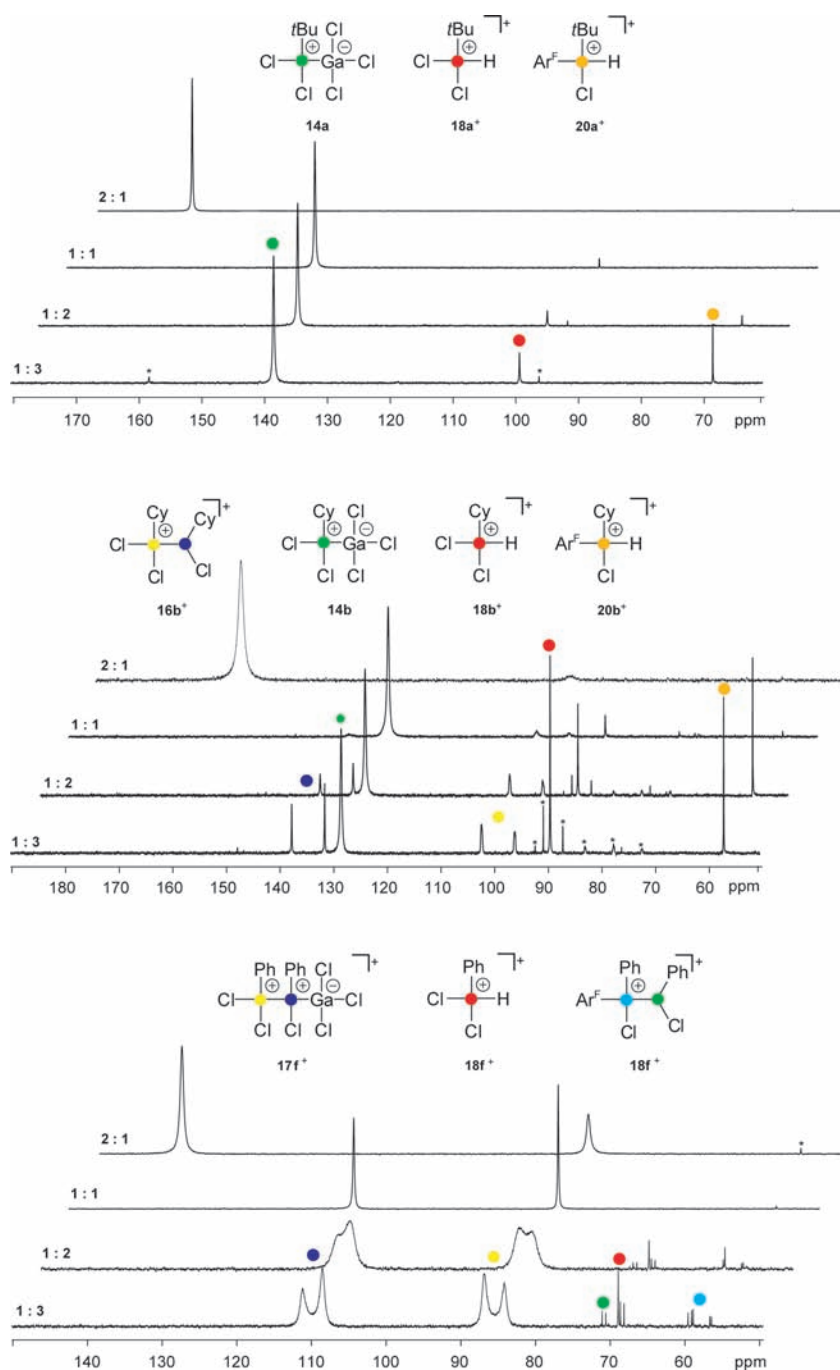 tBu Cl tBu ⁊+ tBu ⁊+
⊕ ⊖ ⊕ ⊕
Cl Ga Cl Cl H Ar^F H
Cl Cl Cl Cl
14a 18a⁺ 20a⁺
2 : 1
1 : 1
1 : 2
1 : 3
* *
170 160 150 140 130 120 110 100 90 80 70 ppm
Cy Cy ⁊+ Cy Cl Cy ⁊+ Cy ⁊+
⊕ ⊕ ⊖ ⊕ ⊕
Cl Cl Ga Cl Cl H Ar^F H
Cl Cl Cl Cl Cl Cl
16b⁺ 14b 18b⁺ 20b⁺
2 : 1
1 : 1
1 : 2
1 : 3
* * * * * *
180 170 160 150 140 130 120 110 100 90 80 70 60 ppm
Ph Ph Cl ⁊+ Ph ⁊+ Ph Ph ⁊+
⊕ ⊕ ⊖ ⊕ ⊕
Cl Ga Cl Cl H Ar^F
Cl Cl Cl Cl Cl Cl
17f⁺ 18f⁺ 18f⁺
2 : 1
*
1 : 1
1 : 2
1 : 3
140 130 120 110 100 90 80 70 60 ppm